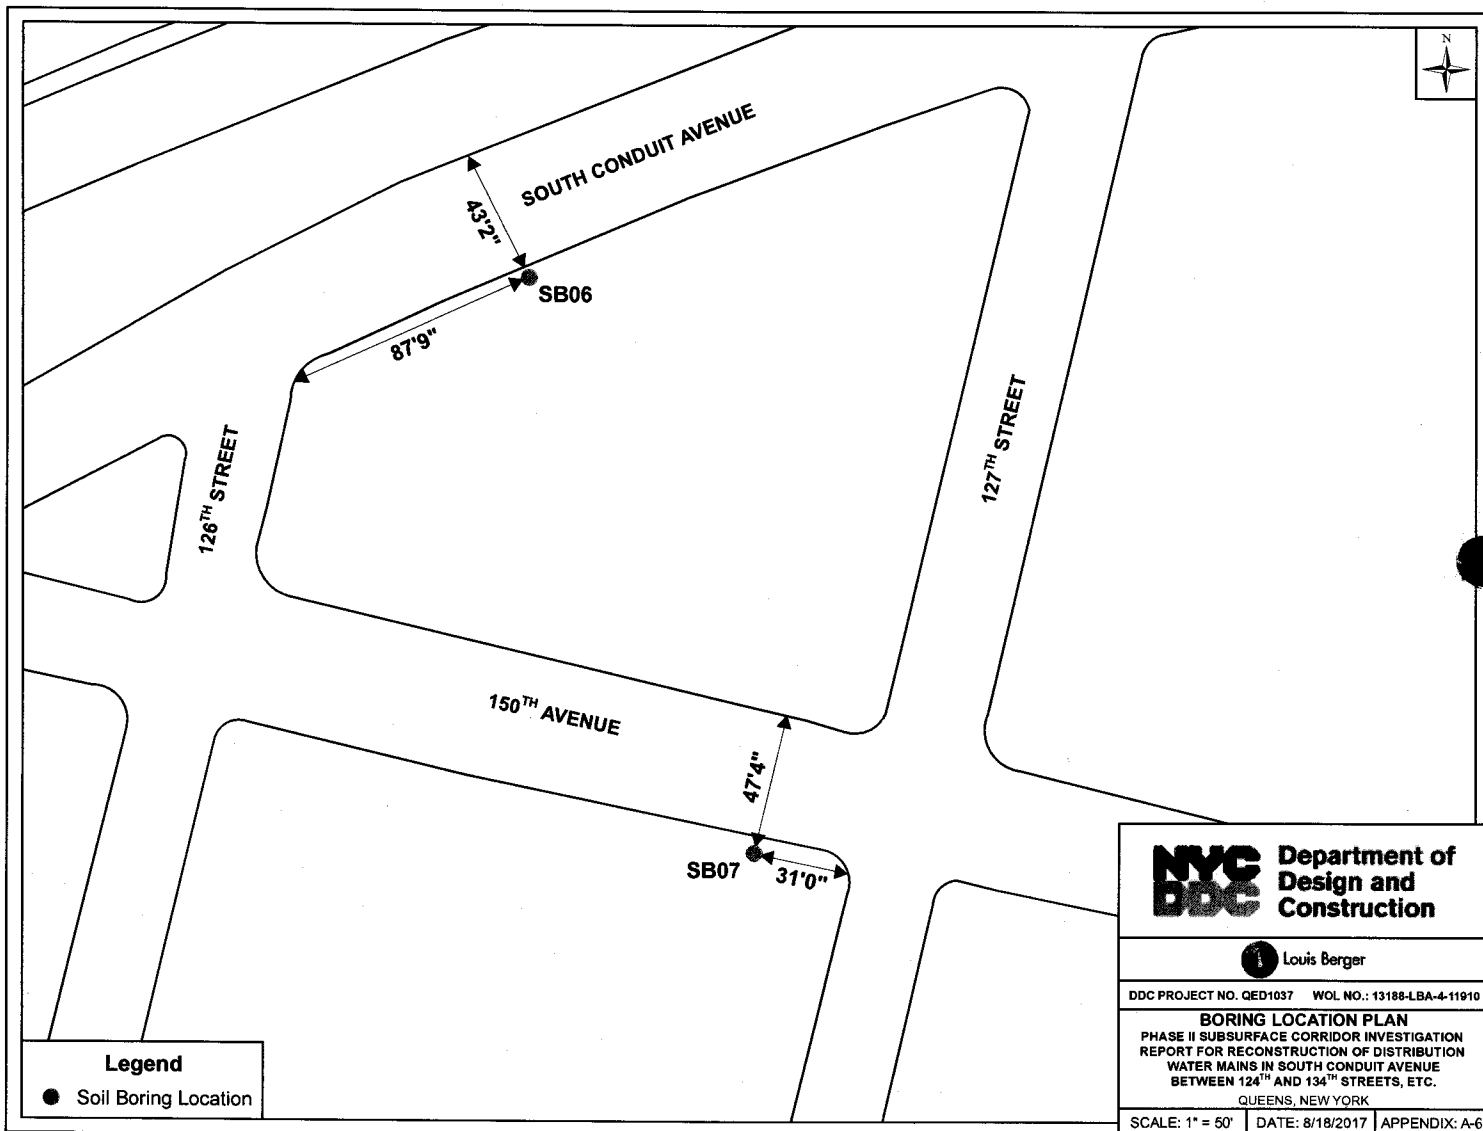 N
SOUTH CONDUIT AVENUE
43'2"
SB06
87'9"
126TH STREET
127TH STREET
150TH AVENUE
47'4"
SB07
31'0"
NYC
DDC
Department of
Design and
Construction
Louis Berger
DDC PROJECT NO. QED1037 WOL NO.: 13188-LBA-4-11910
BORING LOCATION PLAN
PHASE II SUBSURFACE CORRIDOR INVESTIGATION
REPORT FOR RECONSTRUCTION OF DISTRIBUTION
WATER MAINS IN SOUTH CONDUIT AVENUE
BETWEEN 124TH AND 134TH STREETS, ETC.
QUEENS, NEW YORK
SCALE: 1" = 50' DATE: 8/18/2017 APPENDIX: A-6
Legend
Soil Boring Location